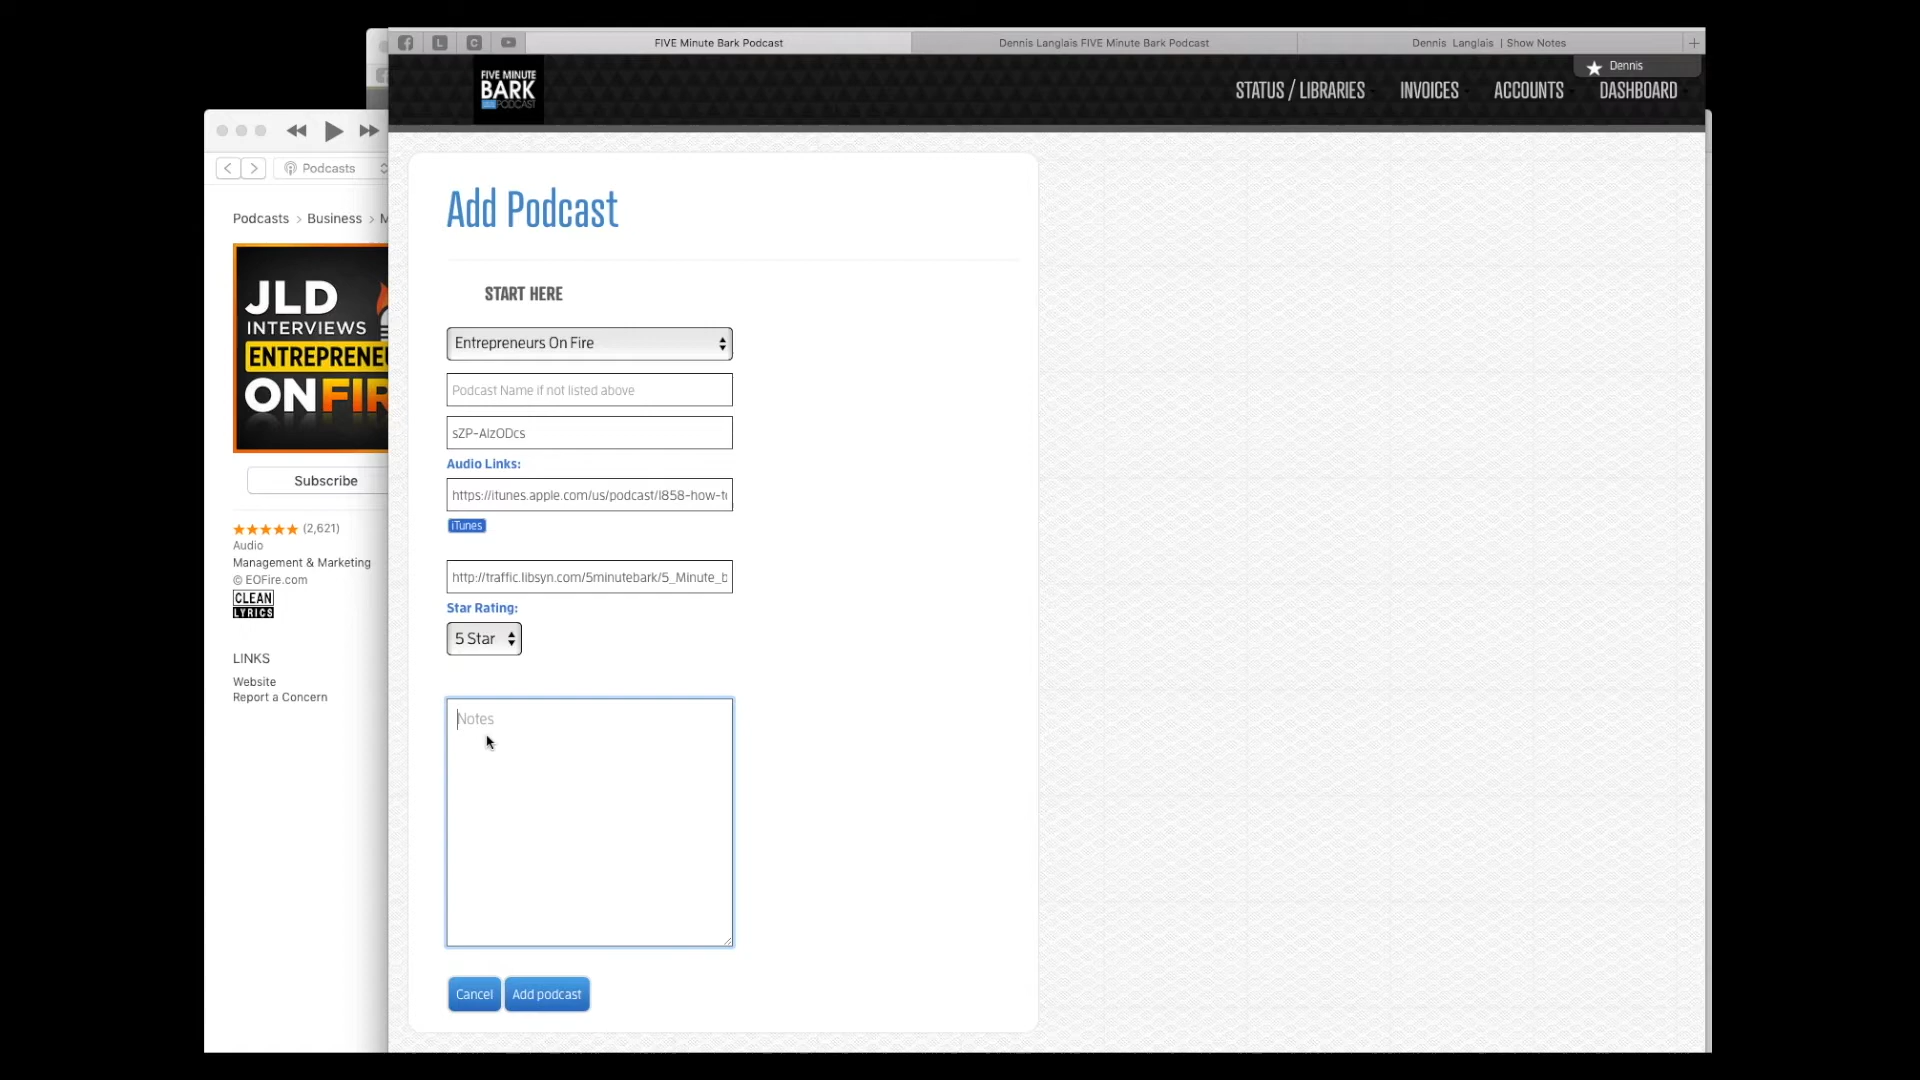 FIVE Minute Bark Podcast
Dennis Langlais FIVE Minute Bark Podcast
Dennis Langlais | Show Notes
Dennis
FIVE MINUTE
BARK
PODCAST
STATUS / LIBRARIES
INVOICES
ACCOUNTS
DASHBOARD
Podcasts
Podcasts > Business > M
JLD
INTERVIEWS
ENTREPRENEU
ON FIR
Subscribe
(2,621)
Audio
Management & Marketing
© EOFire.com
CLEAN
LYRICS
LINKS
Website
Report a Concern
Add Podcast
START HERE
Entrepreneurs On Fire
Podcast Name if not listed above
sZP-AlzODcs
Audio Links:
https://itunes.apple.com/us/podcast/1858-how-t
iTunes
http://traffic.libsyn.com/5minutebark/5_Minute_b
Star Rating:
5 Star
Notes
Cancel
Add podcast